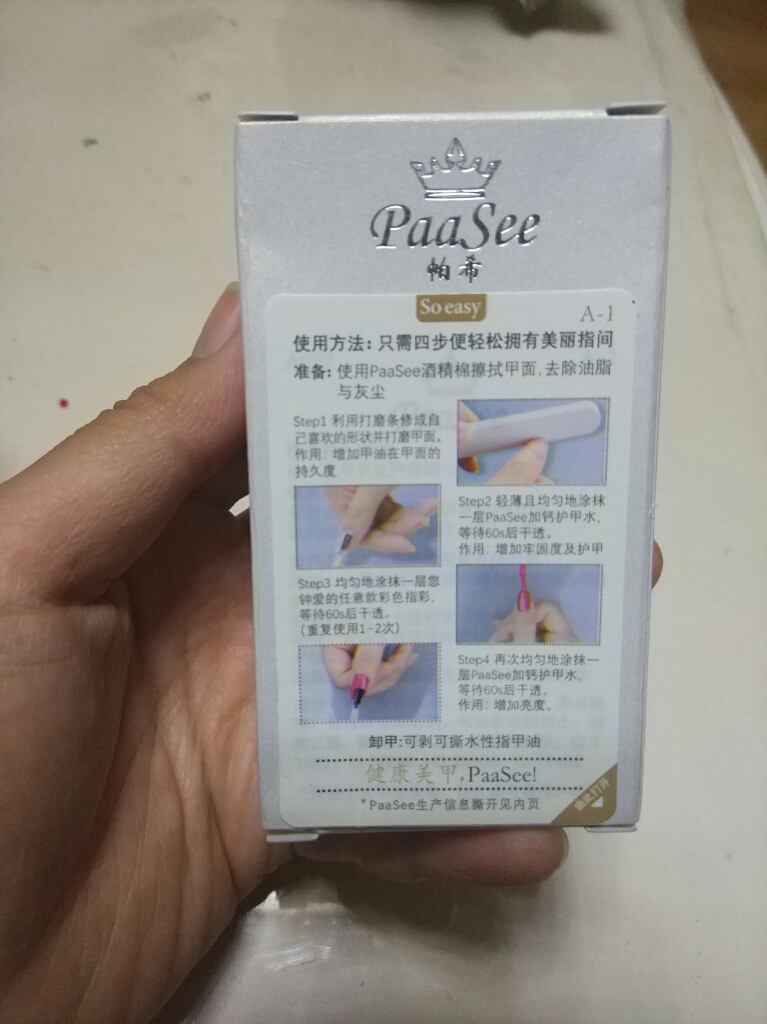 PaaSee
帕希
So easy
A-1
使用方法：只需四步便轻松拥有美丽指间
准备：使用PaaSee酒精棉擦拭甲面，去除油脂
与灰尘
Step1 利用打磨条修成自
己喜欢的形状并打磨甲面。
作用：增加甲油在甲面的
持久度
Step2 轻薄且均匀地涂抹
一层PaaSee加钙护甲水，
等待60s后干透。
作用：增加牢固度及护甲
Step3 均匀地涂抹一层您
钟爱的任意款彩色指彩，
等待60s后干透。
(重复使用1-2次)
Step4 再次均匀地涂抹一
层PaaSee加钙护甲水，
等待60s后干透。
作用：增加亮度。
卸甲:可剥可撕水性指甲油
健康美甲,PaaSee!
*PaaSee生产信息撕开见内页
由此打开